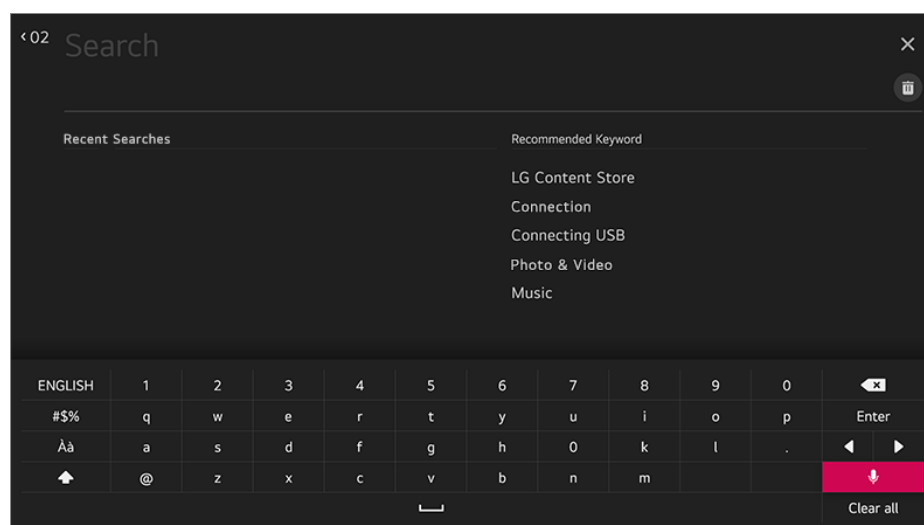 02
Search
Recent Searches
Recommended Keyword
LG Content Store
Connection
Connecting USB
Photo & Video
Music
ENGLISH 1 2 3 4 5 6 7 8 9 0
#$% q w e r t y u i o p Enter
Àà a s d f g h 0 k l .
@ z x c v b n m
Clear all